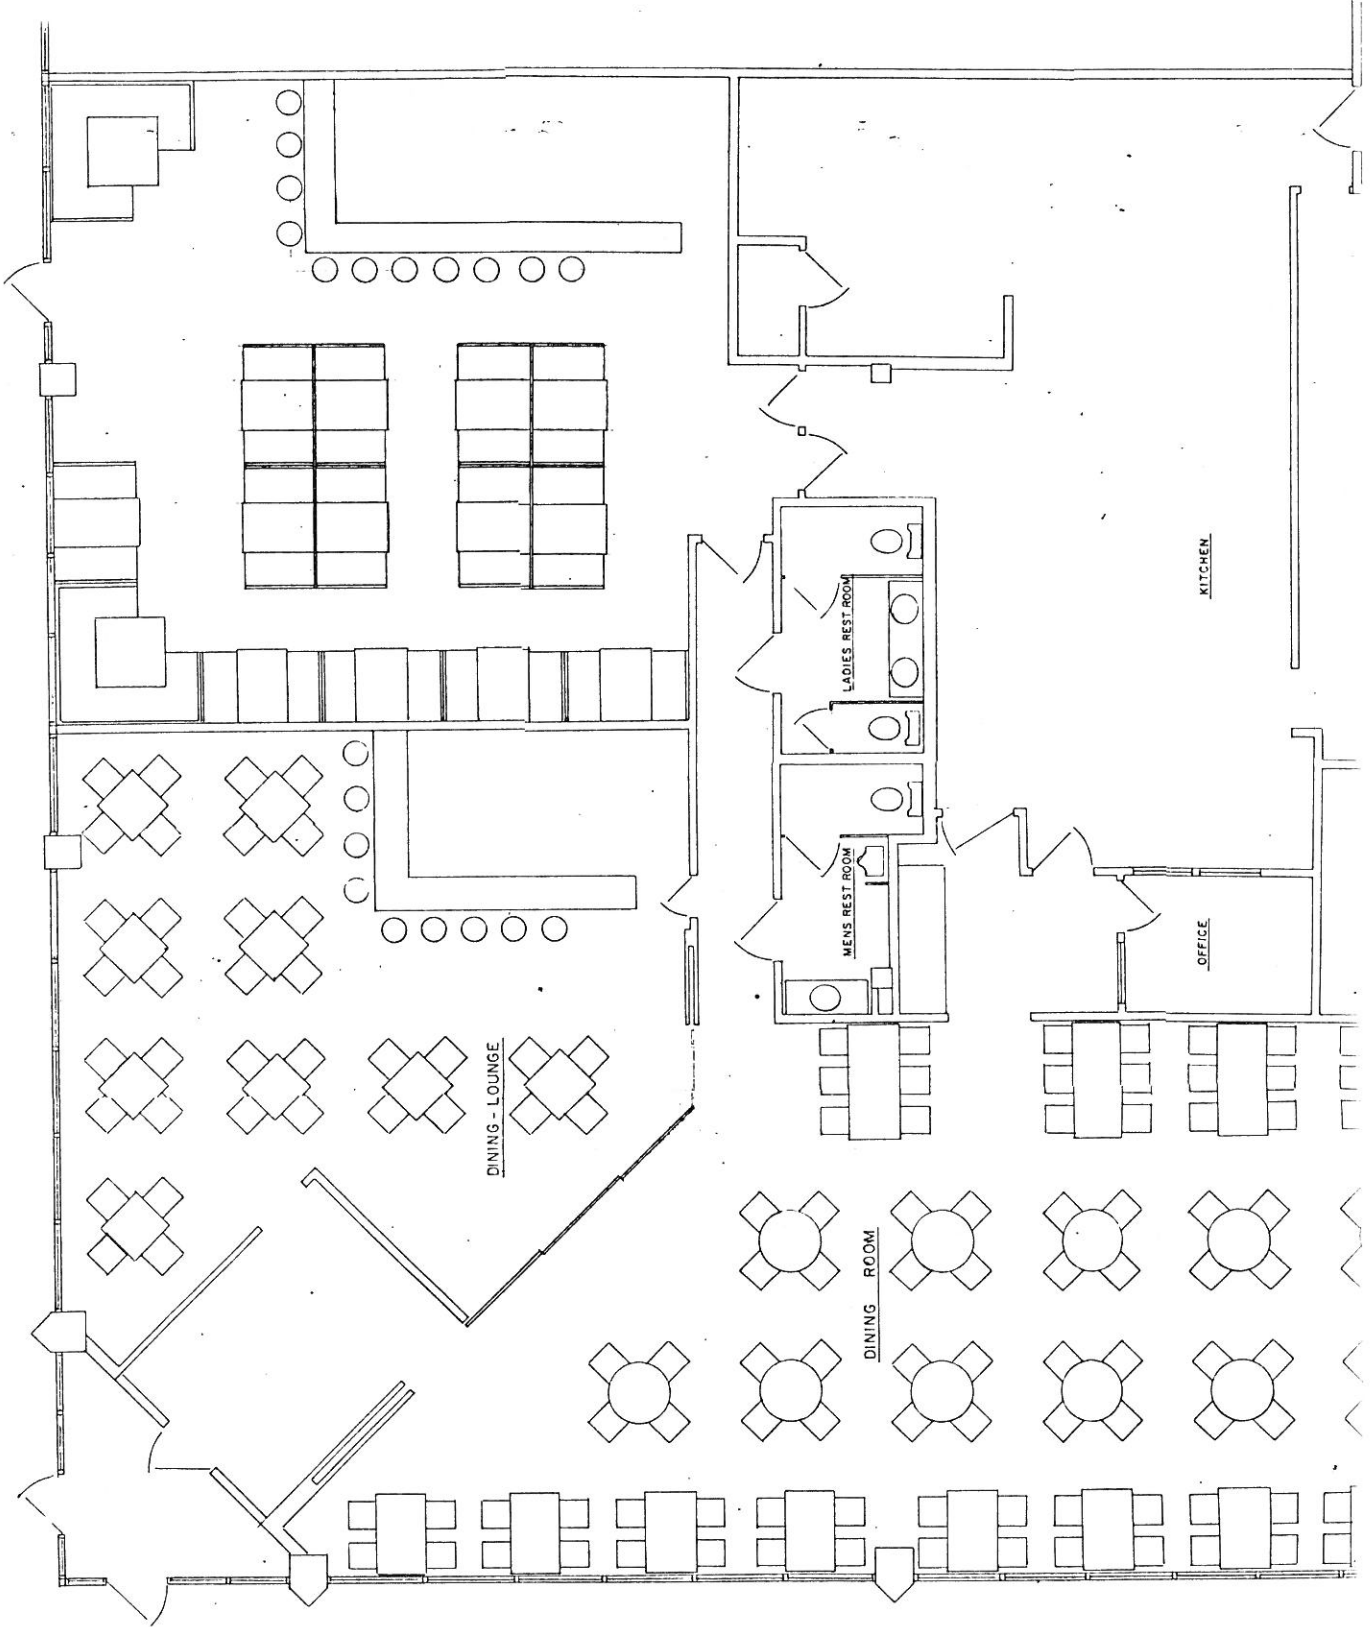 KITCHEN
LADIES REST ROOM
MENS REST ROOM
OFFICE
DINING - LOUNGE
DINING ROOM